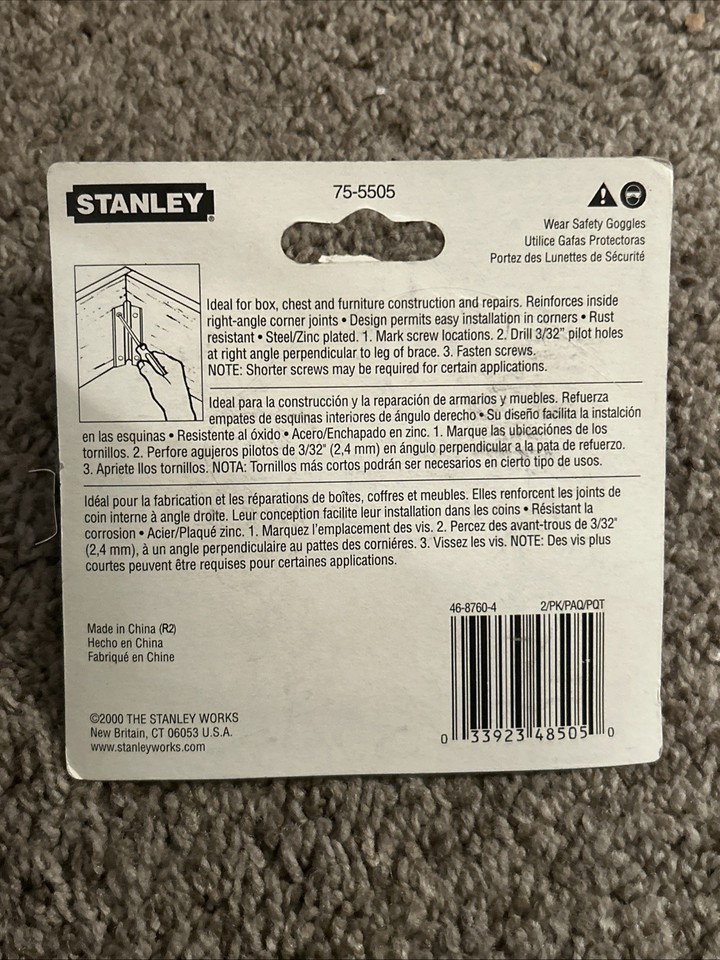 STANLEY®
75-5505
Wear Safety Goggles
Utilice Gafas Protectoras
Portez des Lunettes de Sécurité
Ideal for box, chest and furniture construction and repairs. Reinforces inside
right-angle corner joints • Design permits easy installation in corners • Rust
resistant • Steel/Zinc plated. 1. Mark screw locations. 2. Drill 3/32" pilot holes
at right angle perpendicular to leg of brace. 3. Fasten screws.
NOTE: Shorter screws may be required for certain applications.
Ideal para la construcción y la reparación de armarios y muebles. Refuerza
empates de esquinas interiores de ángulo derecho • Su diseño facilita la instalción
en las esquinas • Resistente al óxido • Acero/Enchapado en zinc. 1. Marque las ubicaciónes de los
tornillos. 2. Perfore agujeros pilotos de 3/32" (2,4 mm) en ángulo perpendicular a la pata de refuerzo.
3. Apriete llos tornillos. NOTA: Tornillos más cortos podrán ser necesarios en cierto tipo de usos.
Idéal pour la fabrication et les réparations de boîtes, coffres et meubles. Elles renforcent les joints de
coin interne à angle droite. Leur conception facilite leur installation dans les coins • Résistant la
corrosion • Acier/Plaqué zinc. 1. Marquez l'emplacement des vis. 2. Percez des avant-trous de 3/32"
(2,4 mm), à un angle perpendiculaire au pattes des corniéres. 3. Vissez les vis. NOTE: Des vis plus
courtes peuvent être requises pour certaines applications.
46-8760-4 2/PK/PAQ/PQT
Made in China (R2)
Hecho en China
Fabriqué en Chine
©2000 THE STANLEY WORKS
New Britain, CT 06053 U.S.A.
www.stanleyworks.com
0 33923 48505 0